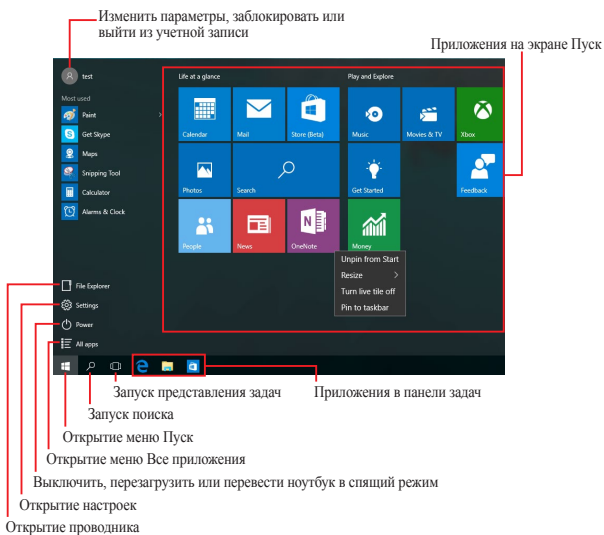 Изменить параметры, заблокировать или
выйти из учетной записи
Приложения на экране Пуск
test
Life at a glance
Play and Explore
Most used
Paint
Get Skype
Maps
Snipping Tool
Calculator
Alarms & Clock
Calendar
Mail
Store (Beta)
Music
Movies & TV
Xbox
Photos
Search
Get Started
Feedback
People
News
OneNote
Money
Unpin from Start
Resize
Turn live tile off
Pin to taskbar
File Explorer
Settings
Power
All apps
Запуск представления задач
Приложения в панели задач
Запуск поиска
Открытие меню Пуск
Открытие меню Все приложения
Выключить, перезагрузить или перевести ноутбук в спящий режим
Открытие настроек
Открытие проводника